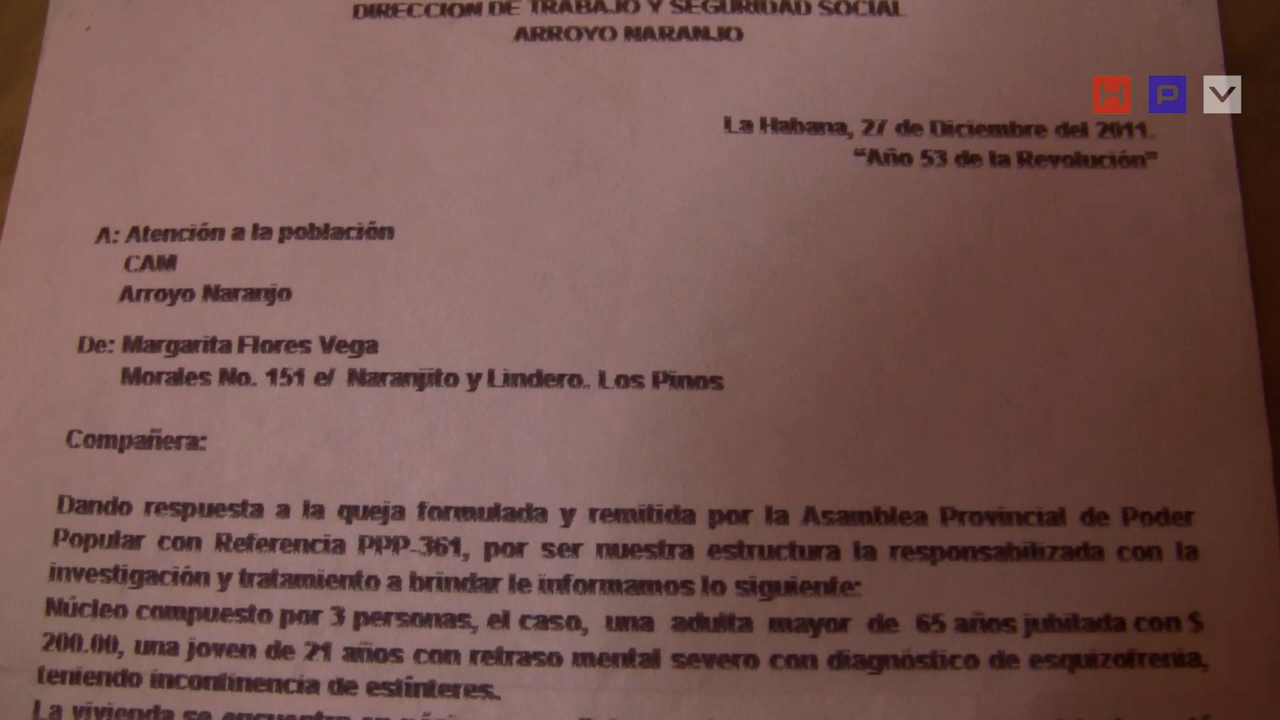 DIRECCION DE TRABAJO Y SEGURIDAD SOCIAL
ARROYO NARANJO
H P V
La Habana, 27 de Diciembre del 2011.
“Año 53 de la Revolución”
A: Atención a la población
CAM
Arroyo Naranjo
De: Margarita Flores Vega
Morales No. 151 e/ Naranjito y Lindero. Los Pinos
Compañera:
Dando respuesta a la queja formulada y remitida por la Asamblea Provincial de Poder
Popular con Referencia PPP-361, por ser nuestra estructura la responsabilizada con la
investigación y tratamiento a brindar le informamos lo siguiente:
Núcleo compuesto por 3 personas, el caso, una adulta mayor de 65 años jubilada con $
200.00, una joven de 21 años con retraso mental severo con diagnóstico de esquizofrenia,
teniendo incontinencia de esfínteres.
La vivienda se encuentra en